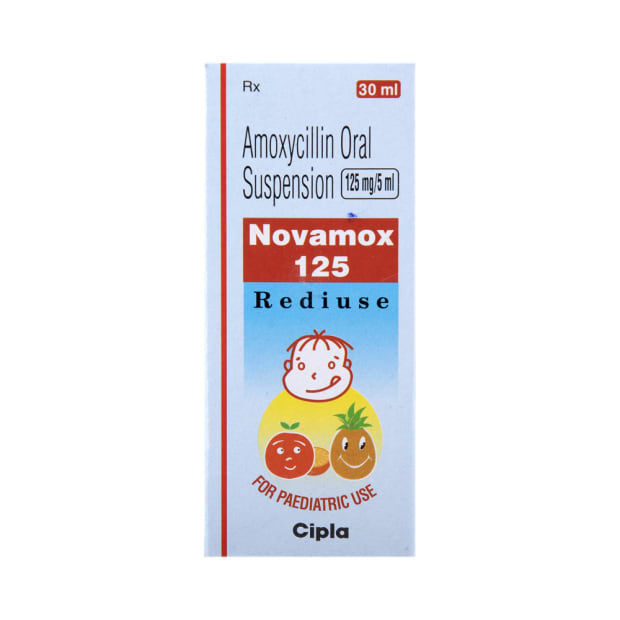 Rx
30 ml
Amoxycillin Oral
Suspension 125 mg/5 ml
Novamox
125
Rediuse
FOR PAEDIATRIC USE
Cipla